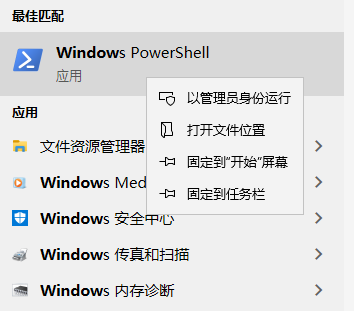 最佳匹配
Windows PowerShell
应用
以管理员身份运行
应用
打开文件位置
文件资源管理器
固定到"开始"屏幕
Windows Med
固定到任务栏
Windows 安全中心
Windows 传真和扫描
Windows 内存诊断